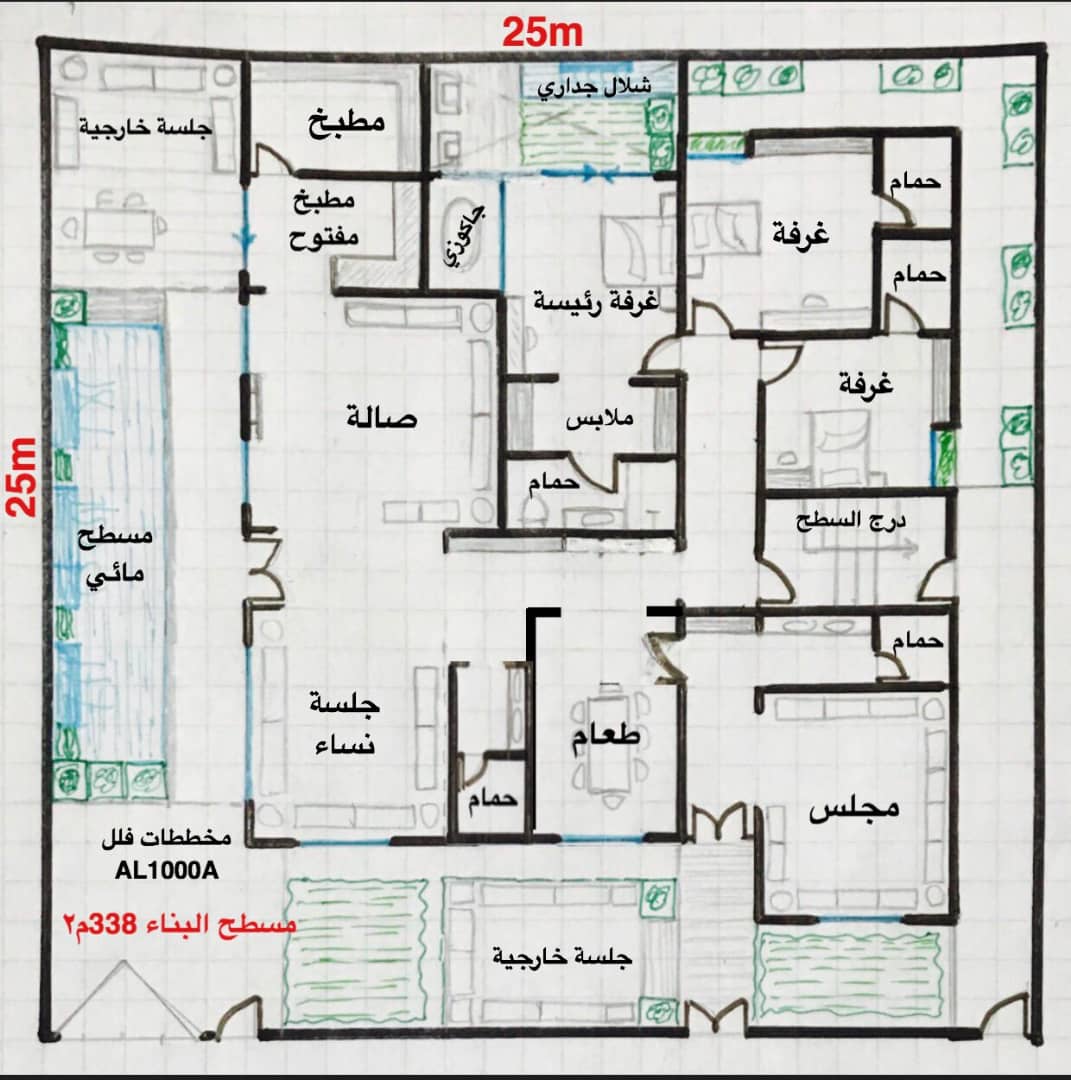 25m
شلال جداري
جلسة خارجية
مطبخ
مطبخ
مفتوح
جاكوزي
غرفة رئيسة
غرفة
حمام
حمام
غرفة
صالة
ملابس
حمام
25m
مسطح
مائي
درج السطح
حمام
جلسة
نساء
طعام
حمام
مجلس
مخططات فلل
AL1000A
مسطح البناء 338م٢
جلسة خارجية